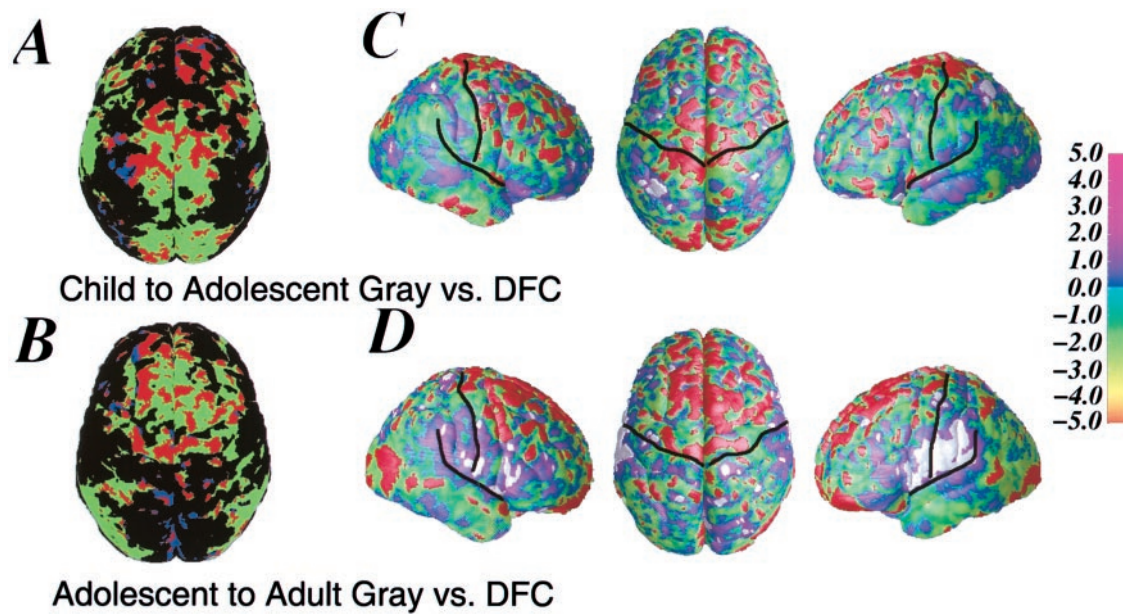 A
C
Child to Adolescent Gray vs. DFC
B
D
Adolescent to Adult Gray vs. DFC
5.0
4.0
3.0
2.0
1.0
0.0
−1.0
−2.0
−3.0
−4.0
−5.0